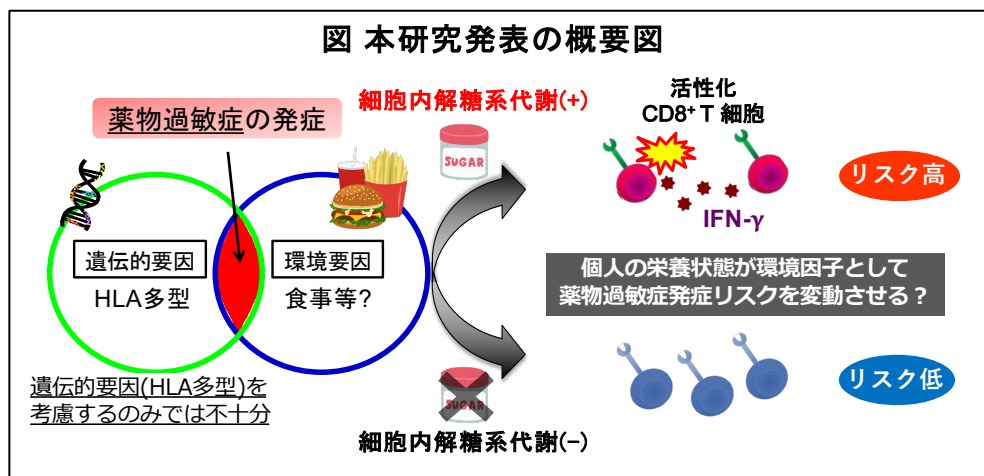 図 本研究発表の概要図
薬物過敏症の発症
細胞内解糖系代謝(+)
SUGAR
活性化
CD8+ T 細胞
IFN-γ
リスク高
遺伝的要因
HLA多型
環境要因
食事等?
遺伝的要因(HLA多型)を
考慮するのみでは不十分
個人の栄養状態が環境因子として
薬物過敏症発症リスクを変動させる？
SUGAR
細胞内解糖系代謝(−)
リスク低